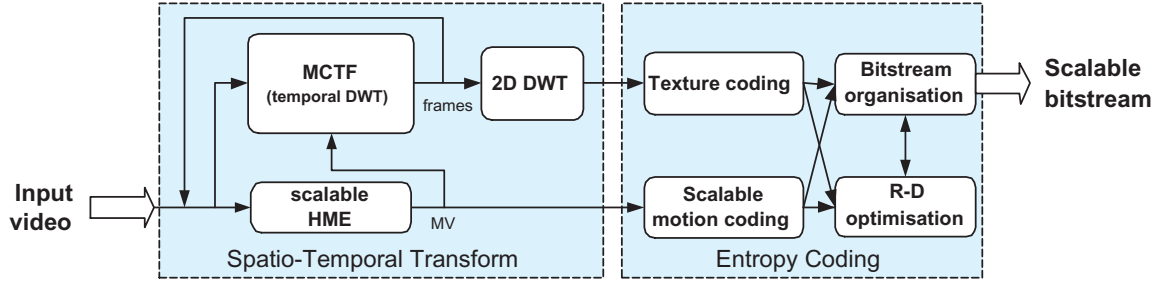 Input
video
MCTF
(temporal DWT)
frames
2D DWT
scalable
HME
MV
Spatio-Temporal Transform
Texture coding
Bitstream
organisation
Scalable
motion coding
R-D
optimisation
Entropy Coding
Scalable
bitstream